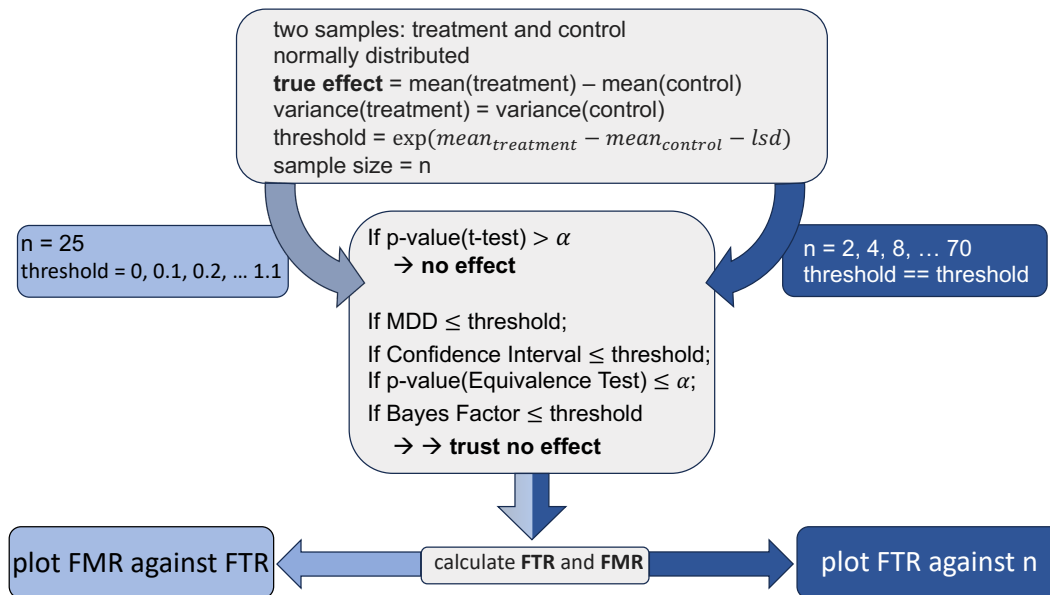 two samples: treatment and control
normally distributed
true effect = mean(treatment) – mean(control)
variance(treatment) = variance(control)
threshold = exp(mean_treatment − mean_control − lsd)
sample size = n
n = 25
threshold = 0, 0.1, 0.2, ... 1.1
If p-value(t-test) > α
→ no effect
If MDD ≤ threshold;
If Confidence Interval ≤ threshold;
If p-value(Equivalence Test) ≤ α;
If Bayes Factor ≤ threshold
→ → trust no effect
n = 2, 4, 8, ... 70
threshold == threshold
plot FMR against FTR
calculate FTR and FMR
plot FTR against n